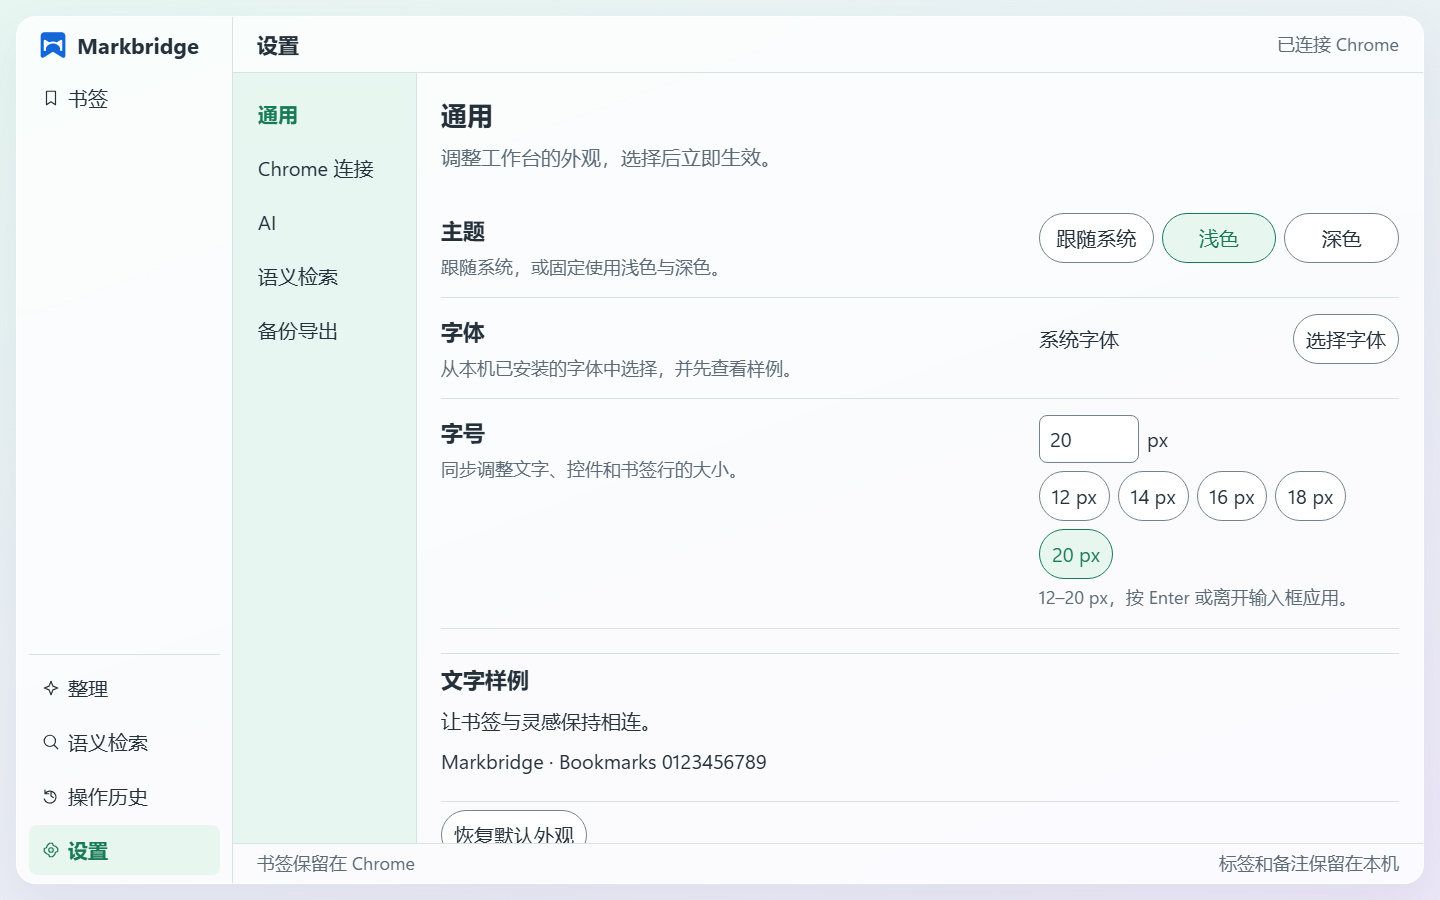 Markbridge
书签
整理
语义检索
操作历史
设置
设置
已连接 Chrome
通用
Chrome 连接
AI
语义检索
备份导出
通用
调整工作台的外观，选择后立即生效。
主题
跟随系统，或固定使用浅色与深色。
跟随系统 浅色 深色
字体
从本机已安装的字体中选择，并先查看样例。
系统字体 选择字体
字号
同步调整文字、控件和书签行的大小。
20 px
12 px 14 px 16 px 18 px
20 px
12–20 px，按 Enter 或离开输入框应用。
文字样例
让书签与灵感保持相连。
Markbridge · Bookmarks 0123456789
恢复默认外观
书签保留在 Chrome
标签和备注保留在本机